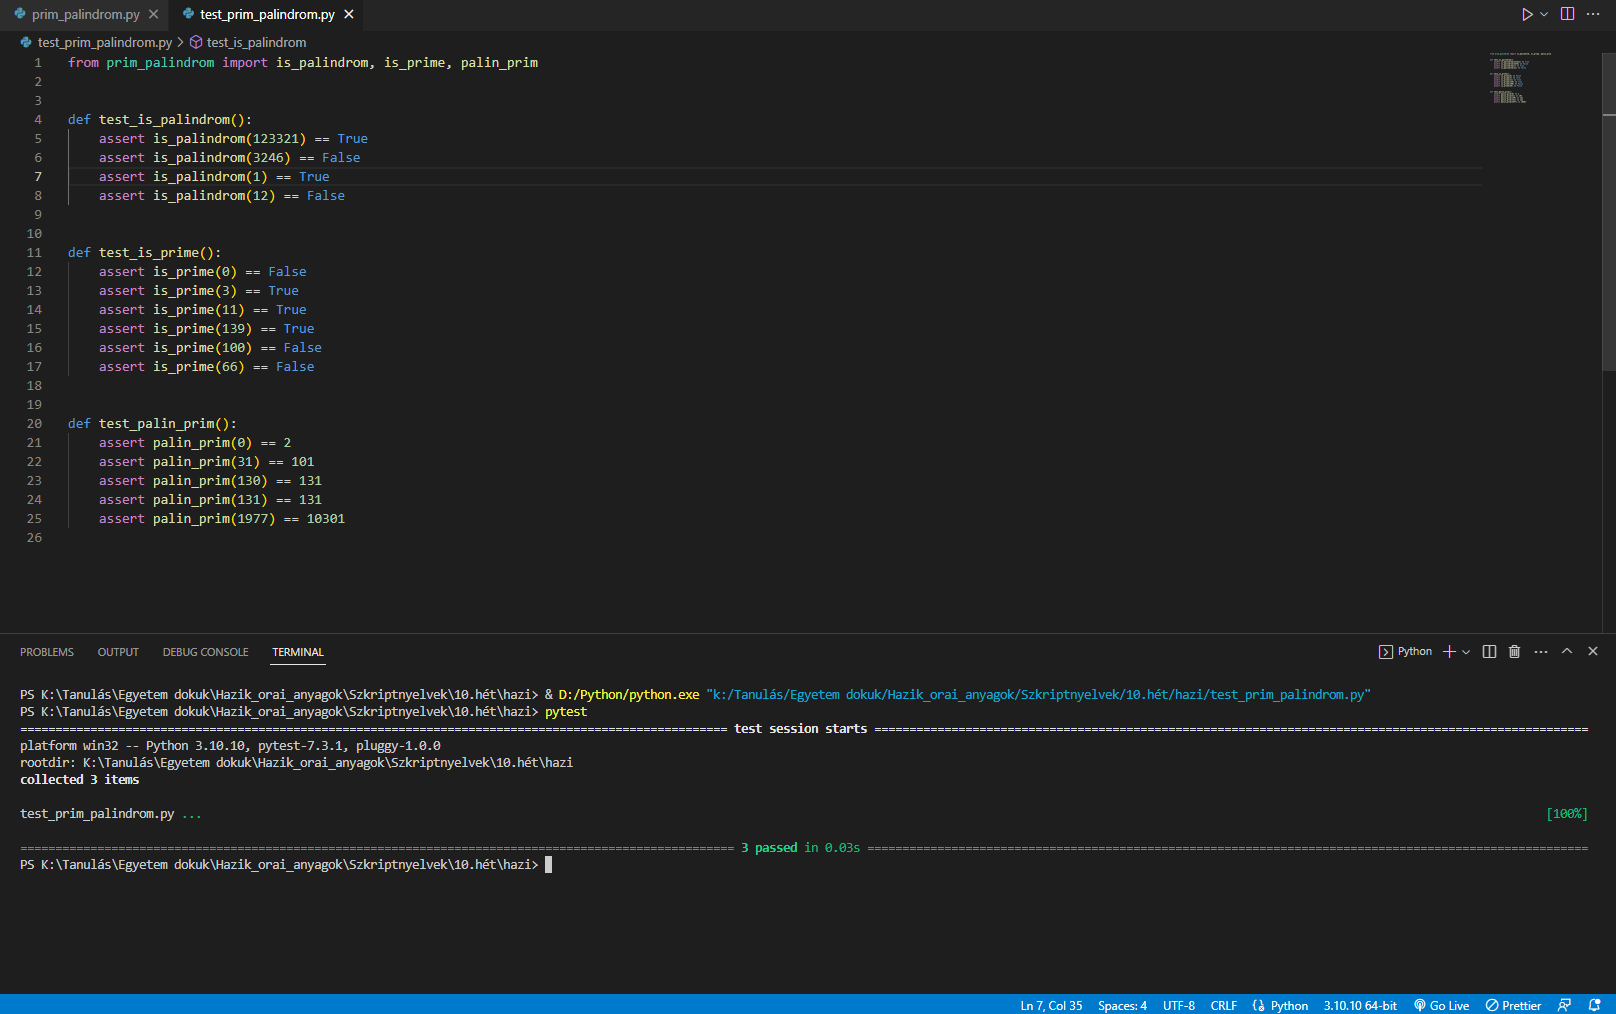 prim_palindrom.py
test_prim_palindrom.py
test_prim_palindrom.py > test_is_palindrom
1 from prim_palindrom import is_palindrom, is_prime, palin_prim
2
3
4 def test_is_palindrom():
5 assert is_palindrom(123321) == True
6 assert is_palindrom(3246) == False
7 assert is_palindrom(1) == True
8 assert is_palindrom(12) == False
9
10
11 def test_is_prime():
12 assert is_prime(0) == False
13 assert is_prime(3) == True
14 assert is_prime(11) == True
15 assert is_prime(139) == True
16 assert is_prime(100) == False
17 assert is_prime(66) == False
18
19
20 def test_palin_prim():
21 assert palin_prim(0) == 2
22 assert palin_prim(31) == 101
23 assert palin_prim(130) == 131
24 assert palin_prim(131) == 131
25 assert palin_prim(1977) == 10301
26
PROBLEMS OUTPUT DEBUG CONSOLE TERMINAL Python
PS K:\Tanulás\Egyetem dokuk\Hazik_orai_anyagok\Szkriptnyelvek\10.hét\hazi> & D:/Python/python.exe "k:/Tanulás/Egyetem dokuk/Hazik_orai_anyagok/Szkriptnyelvek/10.hét/hazi/test_prim_palindrom.py"
PS K:\Tanulás\Egyetem dokuk\Hazik_orai_anyagok\Szkriptnyelvek\10.hét\hazi> pytest
test session starts
platform win32 -- Python 3.10.10, pytest-7.3.1, pluggy-1.0.0
rootdir: K:\Tanulás\Egyetem dokuk\Hazik_orai_anyagok\Szkriptnyelvek\10.hét\hazi
collected 3 items
test_prim_palindrom.py ... [100%]
3 passed in 0.03s
PS K:\Tanulás\Egyetem dokuk\Hazik_orai_anyagok\Szkriptnyelvek\10.hét\hazi>
Ln 7, Col 35 Spaces: 4 UTF-8 CRLF Python 3.10.10 64-bit Go Live Prettier